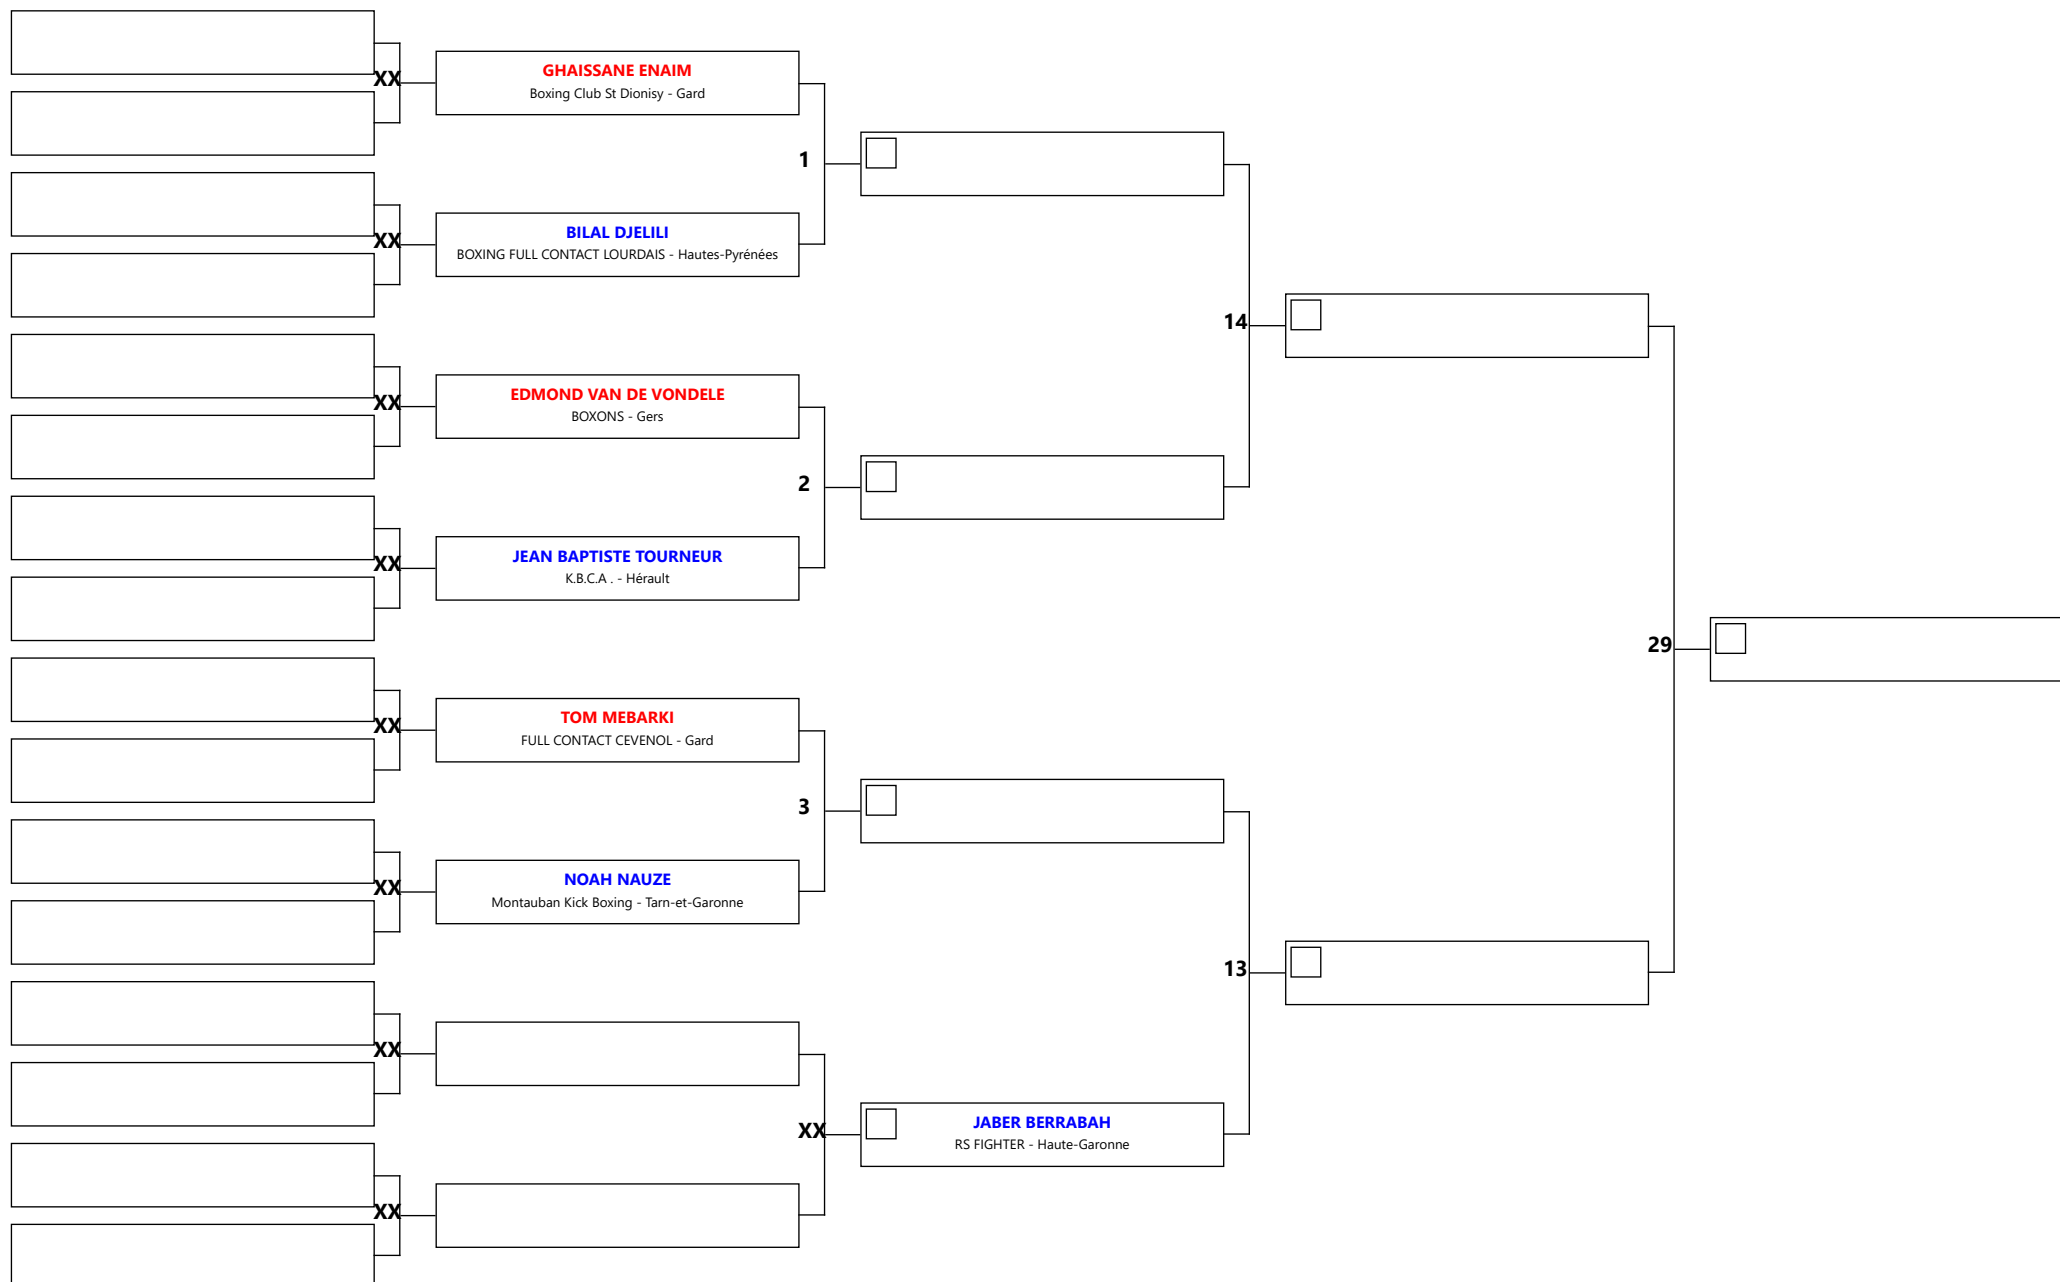 XX
GHAISSANE ENAIM
Boxing Club St Dionisy - Gard
1
XX
BILAL DJELILI
BOXING FULL CONTACT LOURDAIS - Hautes-Pyrénées
14
XX
EDMOND VAN DE VONDELE
BOXONS - Gers
2
XX
JEAN BAPTISTE TOURNEUR
K.B.C.A . - Hérault
29
XX
TOM MEBARKI
FULL CONTACT CEVENOL - Gard
3
XX
NOAH NAUZE
Montauban Kick Boxing - Tarn-et-Garonne
13
XX
XX
JABER BERRABAH
RS FIGHTER - Haute-Garonne
XX